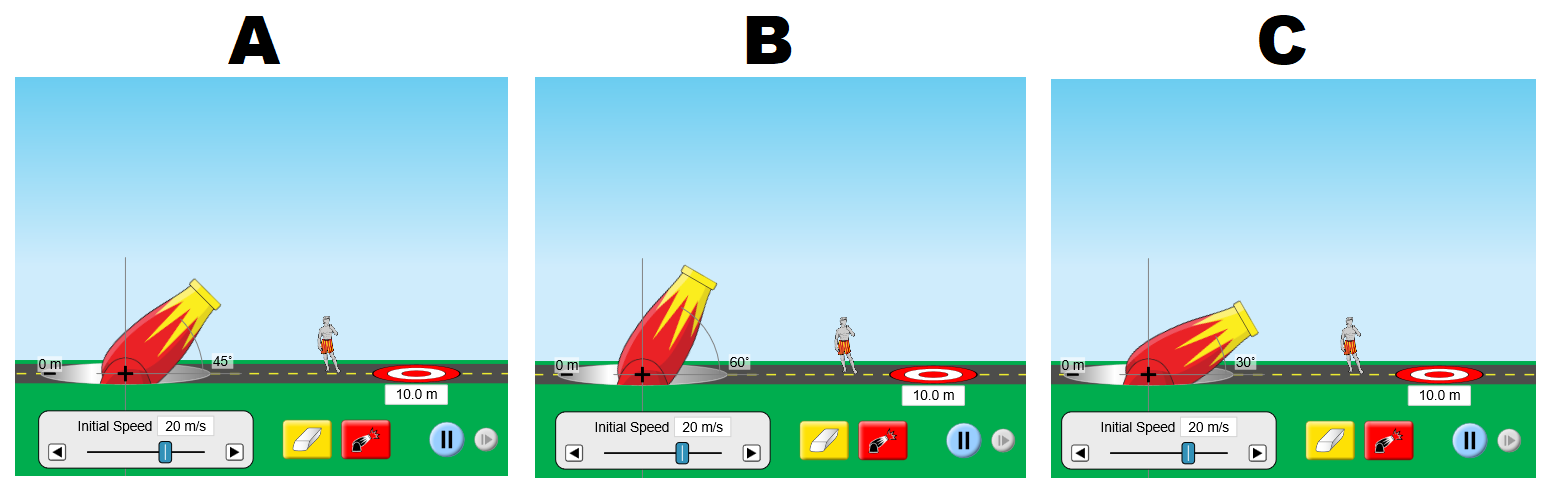 A
B
C
0 m
45°
10.0 m
Initial Speed 20 m/s
0 m
60°
10.0 m
Initial Speed 20 m/s
0 m
30°
10.0 m
Initial Speed 20 m/s